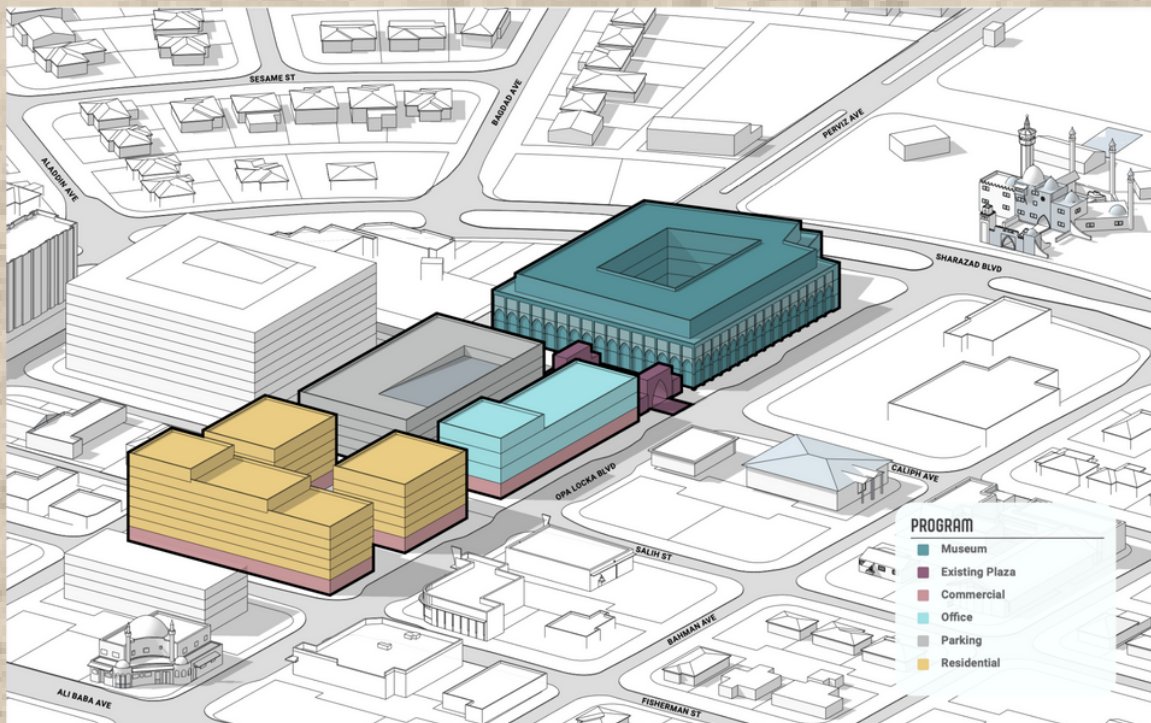 SESAME ST
BAGDAD AVE
PERVIZ AVE
ALADDIN AVE
SHARAZAD BLVD
OPA LOCKA BLVD
CALIPH AVE
SALIH ST
BAHMAN AVE
ALI BABA AVE
FISHERMAN ST
PROGRAM
Museum
Existing Plaza
Commercial
Office
Parking
Residential